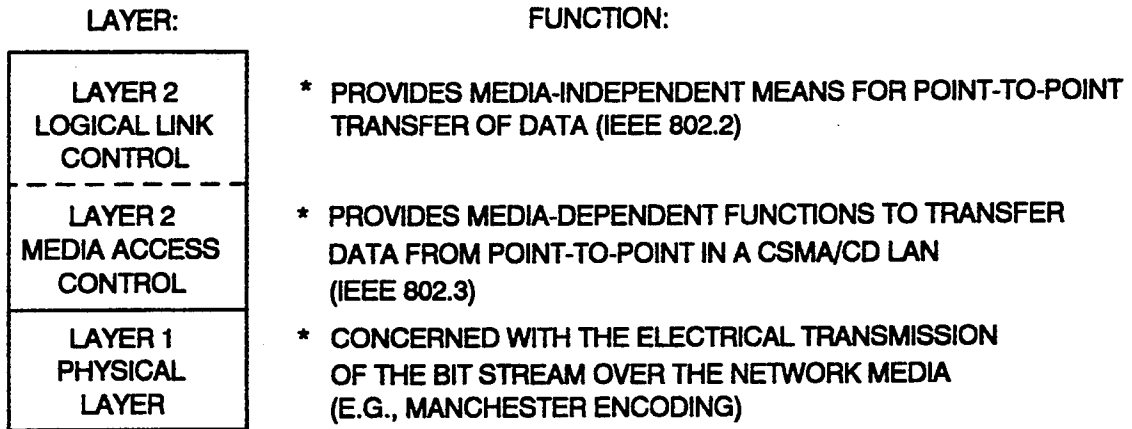 LAYER:
FUNCTION:
LAYER 2
LOGICAL LINK
CONTROL
* PROVIDES MEDIA-INDEPENDENT MEANS FOR POINT-TO-POINT
TRANSFER OF DATA (IEEE 802.2)
LAYER 2
MEDIA ACCESS
CONTROL
* PROVIDES MEDIA-DEPENDENT FUNCTIONS TO TRANSFER
DATA FROM POINT-TO-POINT IN A CSMA/CD LAN
(IEEE 802.3)
LAYER 1
PHYSICAL
LAYER
* CONCERNED WITH THE ELECTRICAL TRANSMISSION
OF THE BIT STREAM OVER THE NETWORK MEDIA
(E.G., MANCHESTER ENCODING)